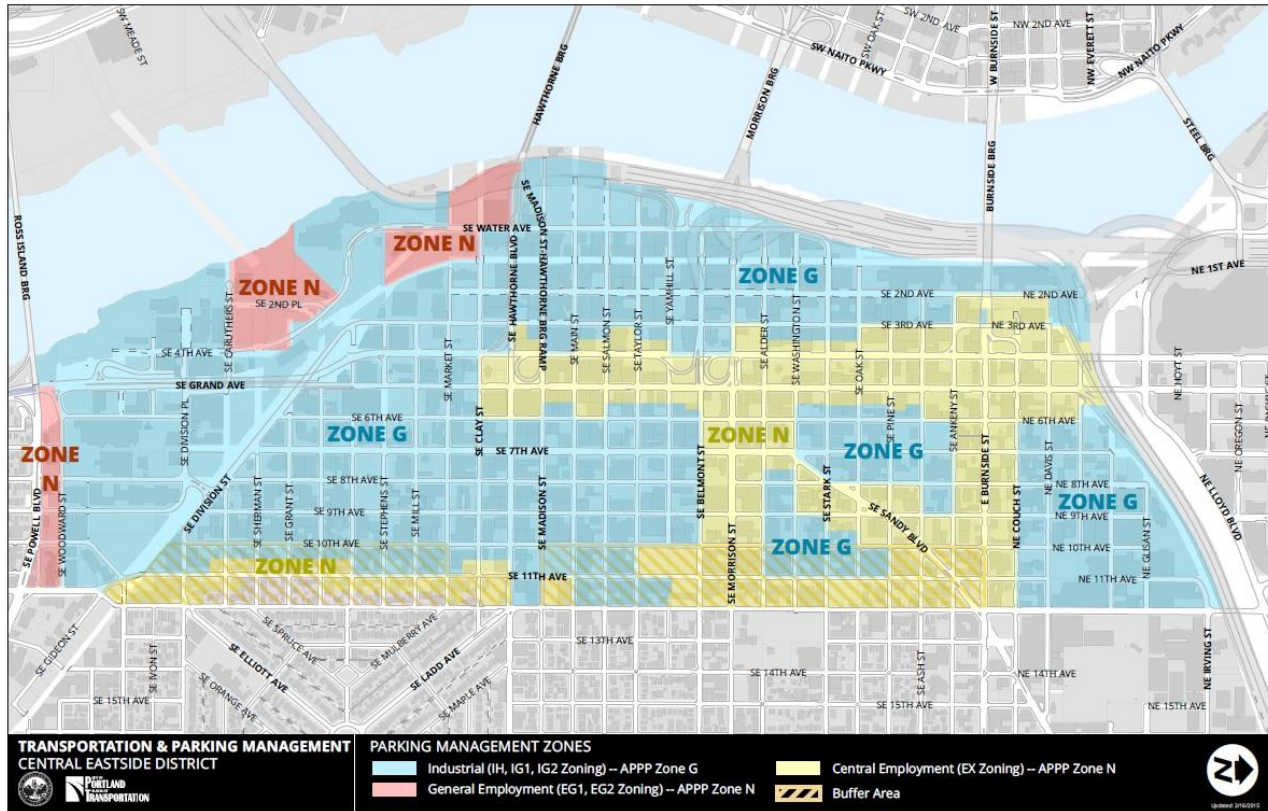 SW MEADE ST
HAWTHORNE BRG
MORRISON BRG
SW 2ND AVE
SW OAK ST
SW NAITO PKWY
SW 2ND AVE
W BURNSIDE ST
NW 2ND AVE
NW EVERETT ST
NW NAITO PKWY
STEEL BRG
BURNSIDE BRG
ROSS ISLAND BRG
SE WATER AVE
SE MADISON ST-HAWTHORNE BRG
ZONE N
ZONE N
SE 2ND PL
SE CARUTHERS ST
SE HAWTHORNE BLVD
HAWTHORNE BRG RAMP
SE YAMHILL ST
ZONE G
NE 1ST AVE
SE 2ND AVE
NE 2ND AVE
SE 3RD AVE
NE 3RD AVE
SE 4TH AVE
SE MARKET ST
SE MAIN ST
SE SALMON ST
SE TAYLOR ST
SE ALDER ST
SE WASHINGTON ST
SE OAK ST
NE HOYT ST
SE GRAND AVE
SE 6TH AVE
SE CLAY ST
SE PINE ST
SE ANKENY ST
NE 6TH AVE
NE OREGON ST
SE DIVISION PL
ZONE G
SE 7TH AVE
ZONE N
ZONE G
ZONE N
SE POWELL BLVD
SE WOODWARD ST
SE DIVISION ST
SE 8TH AVE
SE BELMONT ST
SE STARK ST
E BURNSIDE ST
NE DAVIS ST
NE 8TH AVE
ZONE G
NE LLOYD BLVD
SE SHERMAN ST
SE GRANT ST
SE 9TH AVE
SE STEPHENS ST
SE MILL ST
SE MADISON ST
SE SANDY BLVD
NE COUCH ST
NE 9TH AVE
SE 10TH AVE
ZONE G
NE 10TH AVE
NE GLISAN ST
ZONE N
SE 11TH AVE
SE MORRISON ST
NE 11TH AVE
SE GIDEON ST
SE IVON ST
SE SPRUCE AVE
SE MULBERRY AVE
SE 13TH AVE
SE ELLIOTT AVE
SE LADD AVE
SE 14TH AVE
SE ASH ST
NE 14TH AVE
NE IRVING ST
SE 15TH AVE
SE ORANGE AVE
SE MAPLE AVE
SE 15TH AVE
NE 15TH AVE
TRANSPORTATION & PARKING MANAGEMENT
CENTRAL EASTSIDE DISTRICT
PORTLAND
TRANSPORTATION
PARKING MANAGEMENT ZONES
Industrial (IH, IG1, IG2 Zoning) -- APPP Zone G
General Employment (EG1, EG2 Zoning) -- APPP Zone N
Central Employment (EX Zoning) -- APPP Zone N
Buffer Area
Z
Updated 3/16/2015